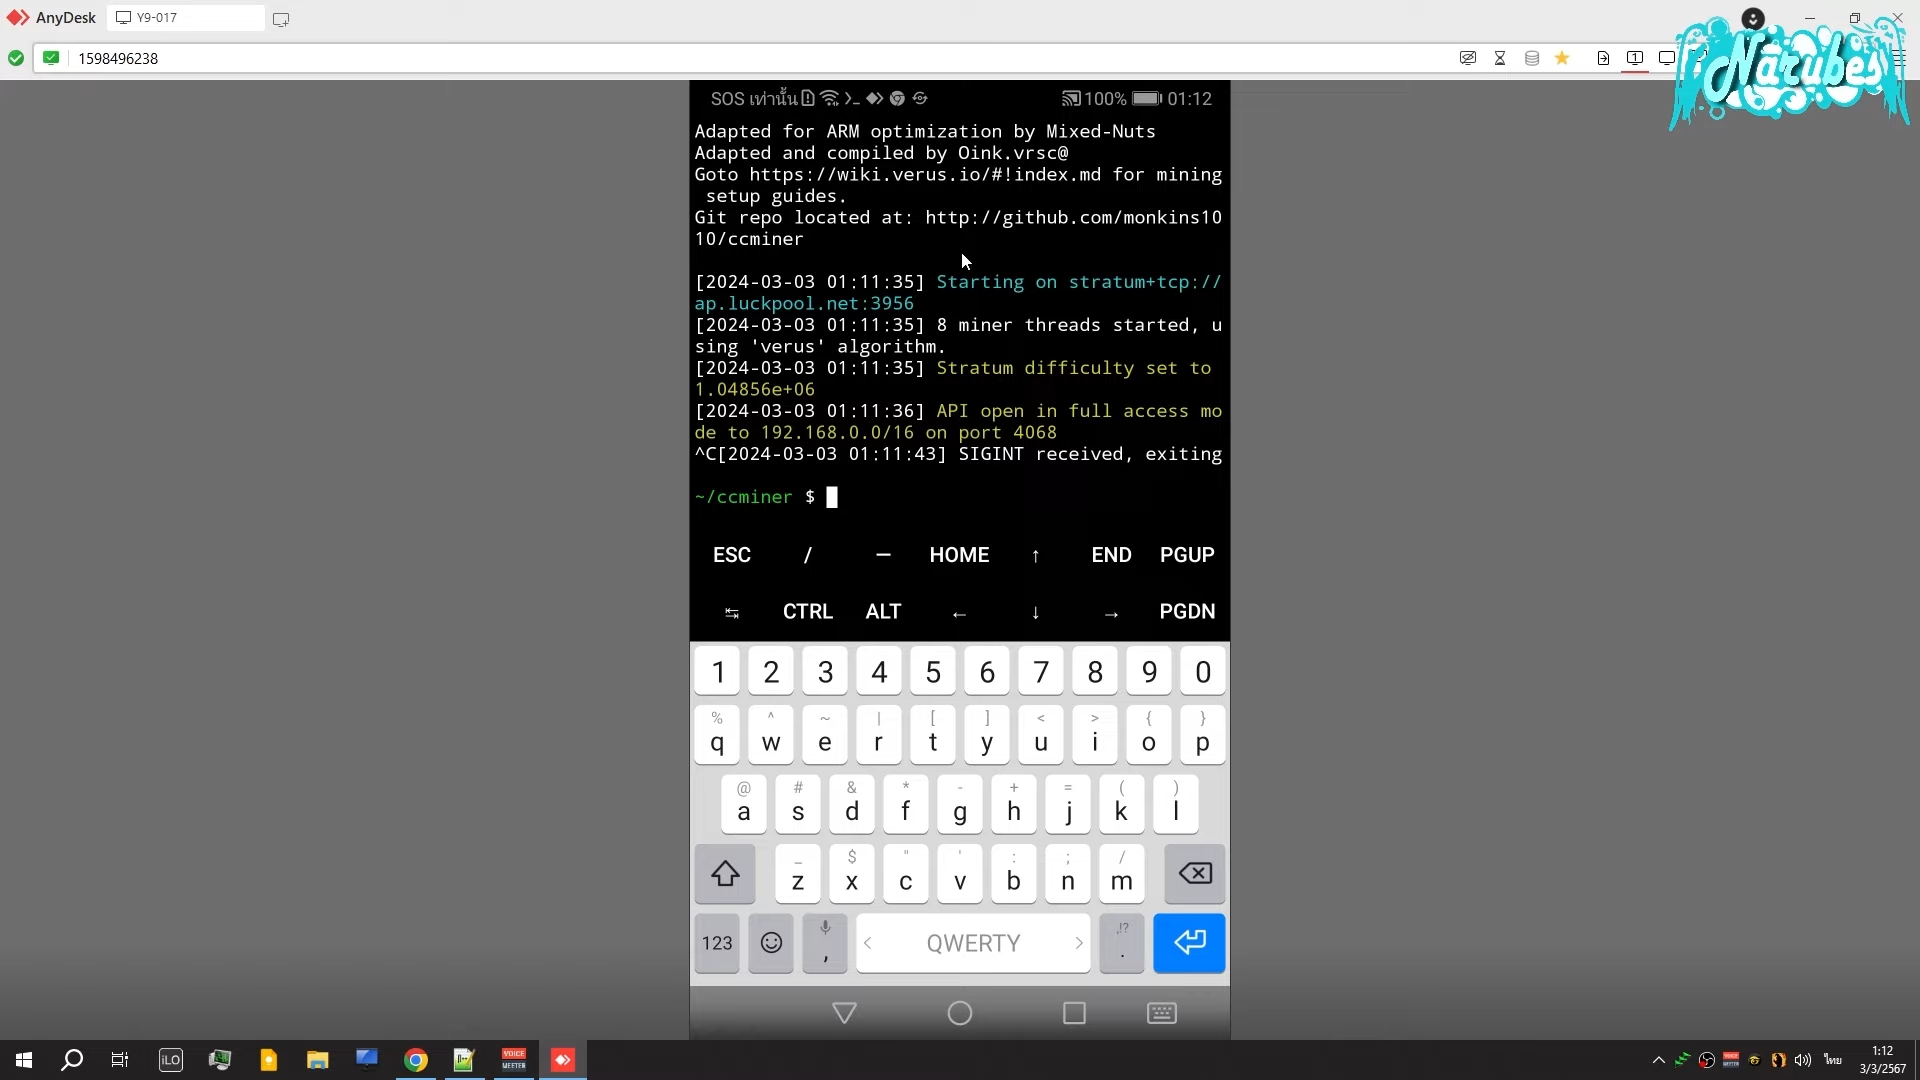 AnyDesk
Y9-017
1598496238
Narubes
SOS เท่านั้น
100%
01:12
Adapted for ARM optimization by Mixed-Nuts
Adapted and compiled by Oink.vrsc@
Goto https://wiki.verus.io/#!index.md for mining
setup guides.
Git repo located at: http://github.com/monkins10
10/ccminer
[2024-03-03 01:11:35] Starting on stratum+tcp://
ap.luckpool.net:3956
[2024-03-03 01:11:35] 8 miner threads started, u
sing 'verus' algorithm.
[2024-03-03 01:11:35] Stratum difficulty set to
1.04856e+06
[2024-03-03 01:11:36] API open in full access mo
de to 192.168.0.0/16 on port 4068
^C[2024-03-03 01:11:43] SIGINT received, exiting
~/ccminer $
ESC / — HOME ↑ END PGUP
↹ CTRL ALT ← ↓ → PGDN
1 2 3 4 5 6 7 8 9 0
% ^ ~ | [ ] < > { }
q w e r t y u i o p
@ # & * - + = ( )
a s d f g h j k l
_ $ " ' : ; /
z x c v b n m
123 , < QWERTY > ,!? .
iLO
VOICE
MEETER
ไทย
1:12
3/3/2567